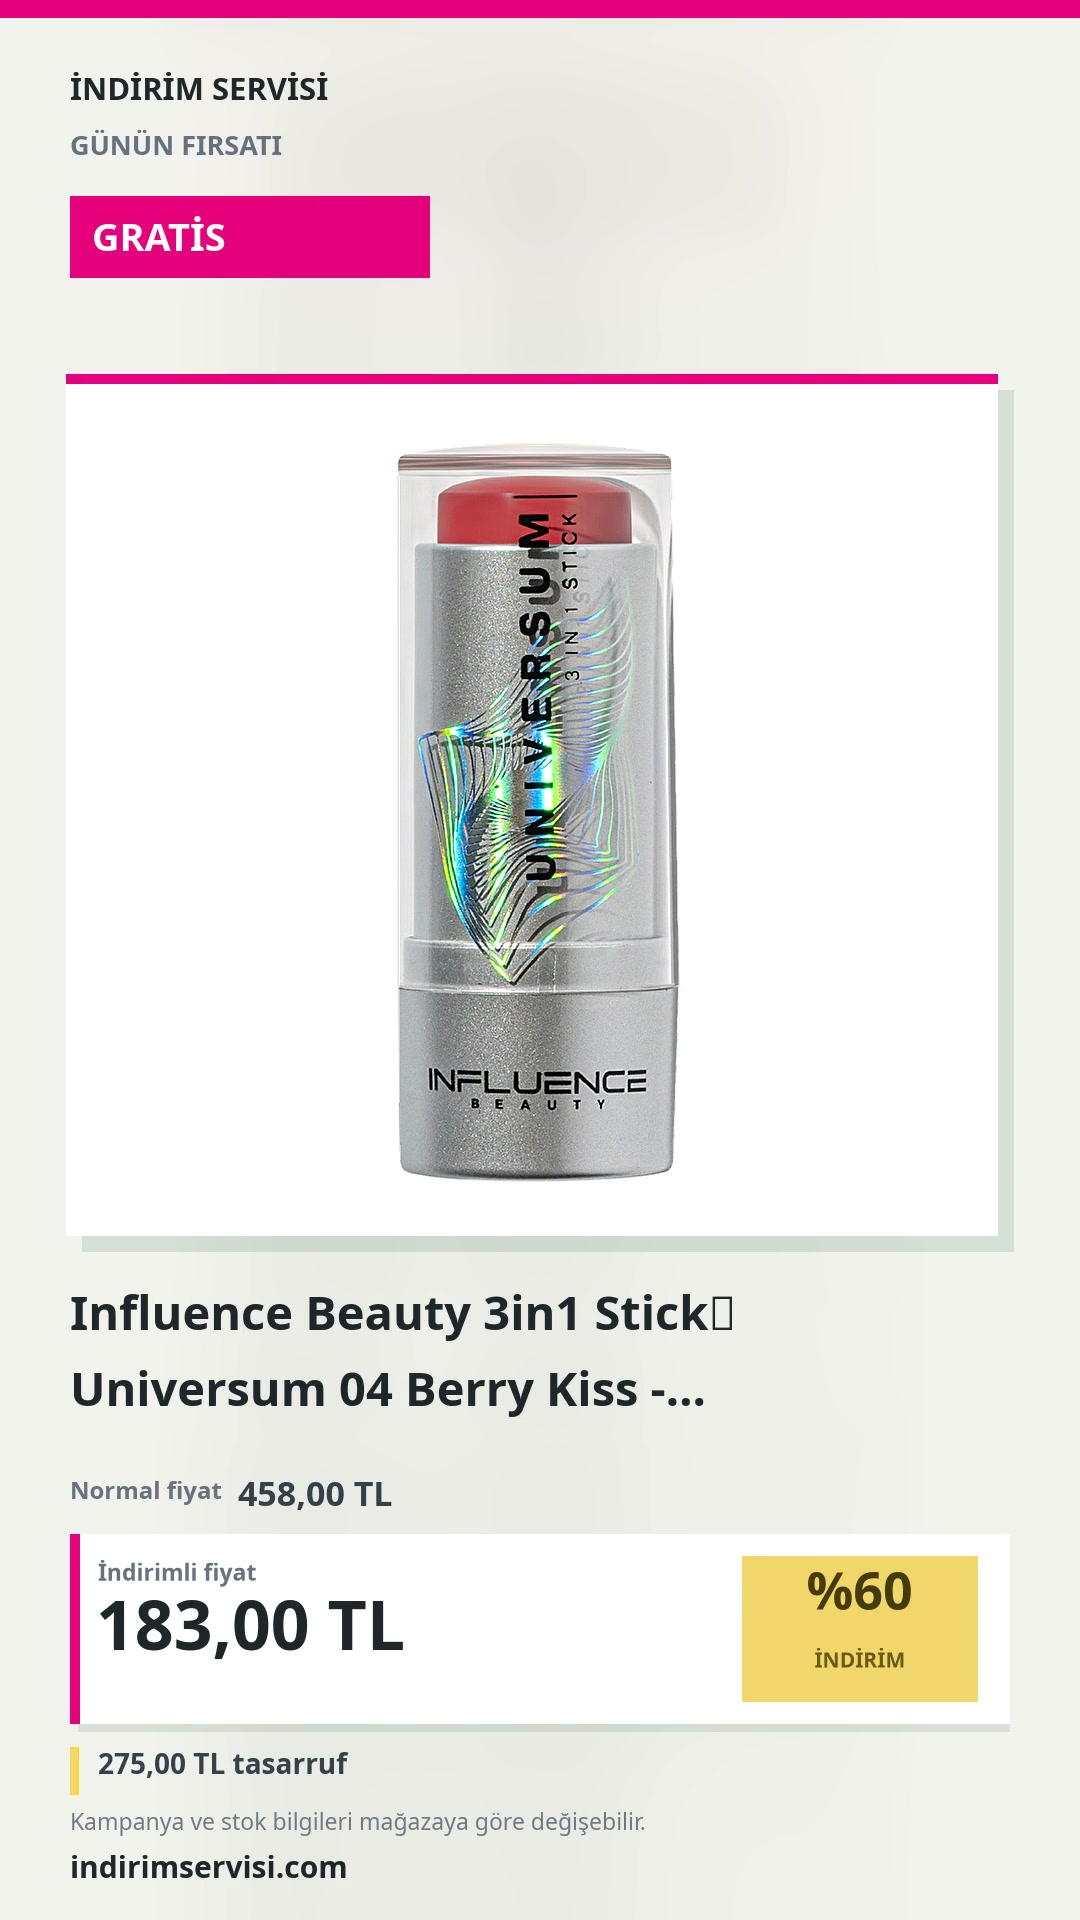 İNDİRİM SERVİSİ
GÜNÜN FIRSATI
GRATİS
UNIVERSUM
3 IN 1 STICK
INFLUENCE
BEAUTY
Influence Beauty 3in1 Stick
Universum 04 Berry Kiss -...
Normal fiyat 458,00 TL
İndirimli fiyat
183,00 TL
%60
İNDİRİM
275,00 TL tasarruf
Kampanya ve stok bilgileri mağazaya göre değişebilir.
indirimservisi.com